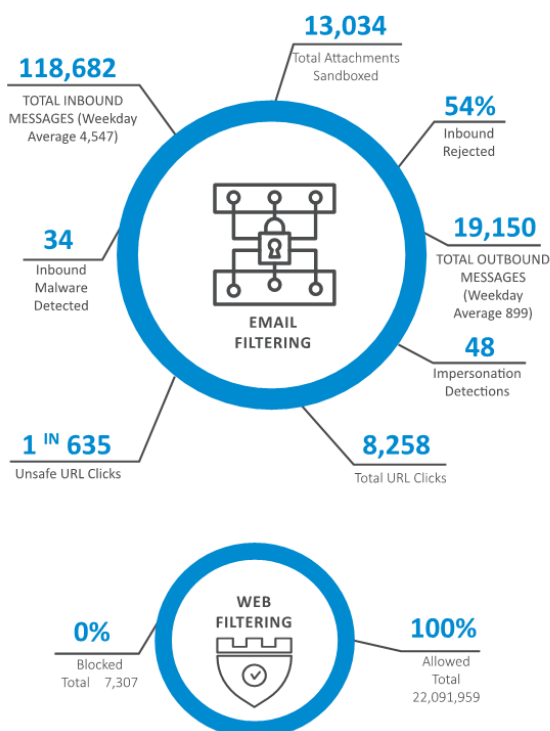 13,034
Total Attachments
Sandboxed
118,682
TOTAL INBOUND
MESSAGES (Weekday
Average 4,547)
54%
Inbound
Rejected
34
Inbound
Malware
Detected
19,150
TOTAL OUTBOUND
MESSAGES
(Weekday
Average 899)
EMAIL
FILTERING
48
Impersonation
Detections
1 IN 635
Unsafe URL Clicks
8,258
Total URL Clicks
WEB
FILTERING
0%
Blocked
Total 7,307
100%
Allowed
Total
22,091,959